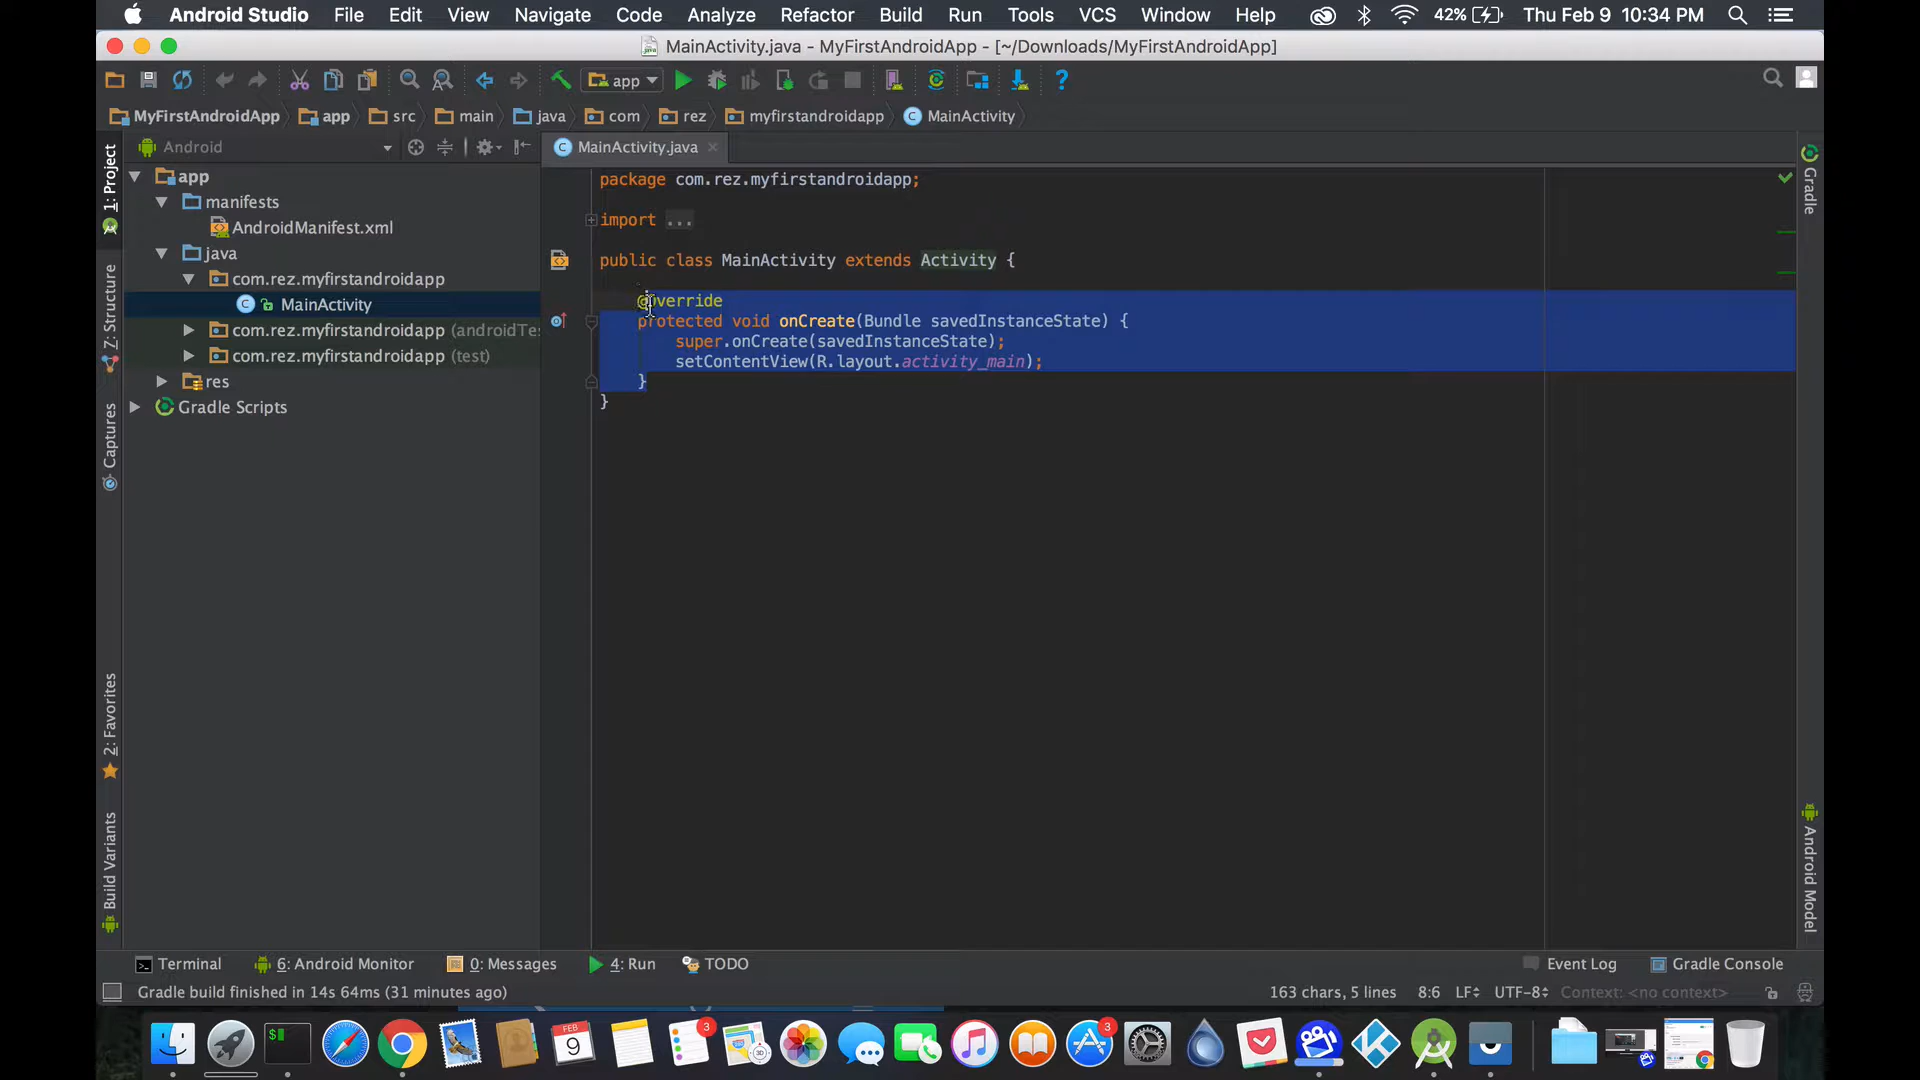 Android Studio File Edit View Navigate Code Analyze Refactor Build Run Tools VCS Window Help 42% Thu Feb 9 10:34 PM
MainActivity.java - MyFirstAndroidApp - [~/Downloads/MyFirstAndroidApp]
app
MyFirstAndroidApp app src main java com rez myfirstandroidapp MainActivity
Android
MainActivity.java
app
manifests
AndroidManifest.xml
java
com.rez.myfirstandroidapp
MainActivity
com.rez.myfirstandroidapp (androidTe
com.rez.myfirstandroidapp (test)
res
Gradle Scripts
1: Project
Z: Structure
Captures
2: Favorites
Build Variants
package com.rez.myfirstandroidapp;
import ...
public class MainActivity extends Activity {
@Override
protected void onCreate(Bundle savedInstanceState) {
super.onCreate(savedInstanceState);
setContentView(R.layout.activity_main);
}
}
Gradle
Android Model
Terminal 6: Android Monitor 0: Messages 4: Run TODO Event Log Gradle Console
Gradle build finished in 14s 64ms (31 minutes ago) 163 chars, 5 lines 8:6 LF UTF-8 Context: <no context>
$
FEB
9
3
3